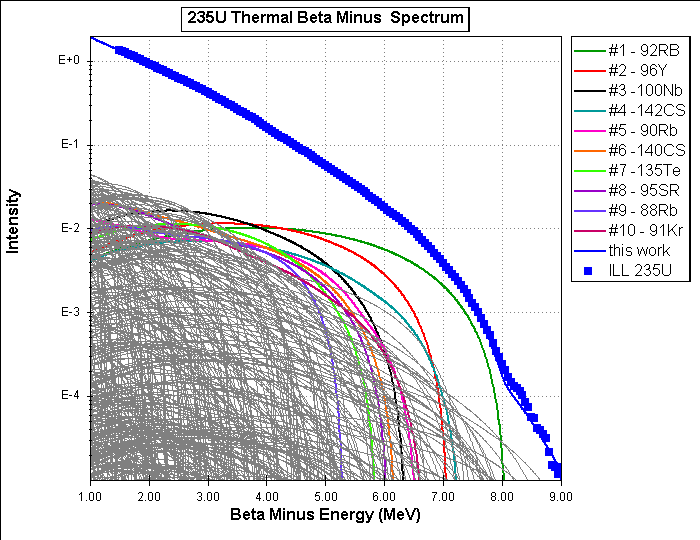 235U Thermal Beta Minus  Spectrum
E+0
E-1
E-2
E-3
E-4
Intensity
1.00 2.00 3.00 4.00 5.00 6.00 7.00 8.00 9.00
Beta Minus Energy (MeV)
#1 - 92RB
#2 - 96Y
#3 -100Nb
#4 -142CS
#5 - 90Rb
#6 -140CS
#7 -135Te
#8 - 95SR
#9 - 88Rb
#10 - 91Kr
this work
ILL 235U